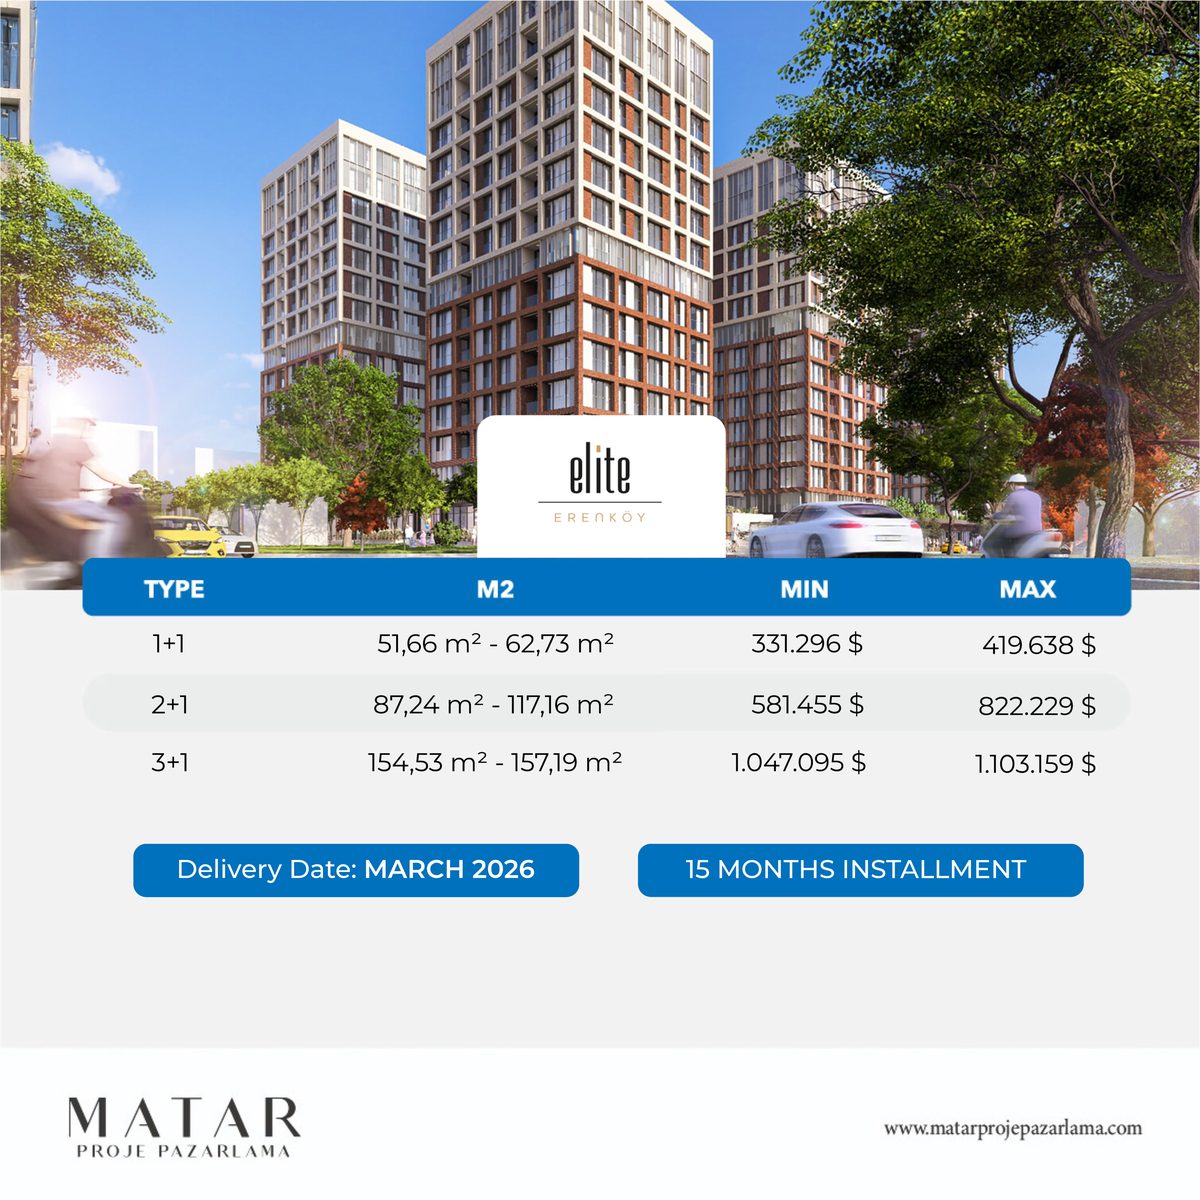 elite
ERENKÖY
TYPE M2 MIN MAX
1+1 51,66 m² - 62,73 m² 331.296 $ 419.638 $
2+1 87,24 m² - 117,16 m² 581.455 $ 822.229 $
3+1 154,53 m² - 157,19 m² 1.047.095 $ 1.103.159 $
Delivery Date: MARCH 2026
15 MONTHS INSTALLMENT
MATAR
PROJE PAZARLAMA
www.matarprojepazarlama.com